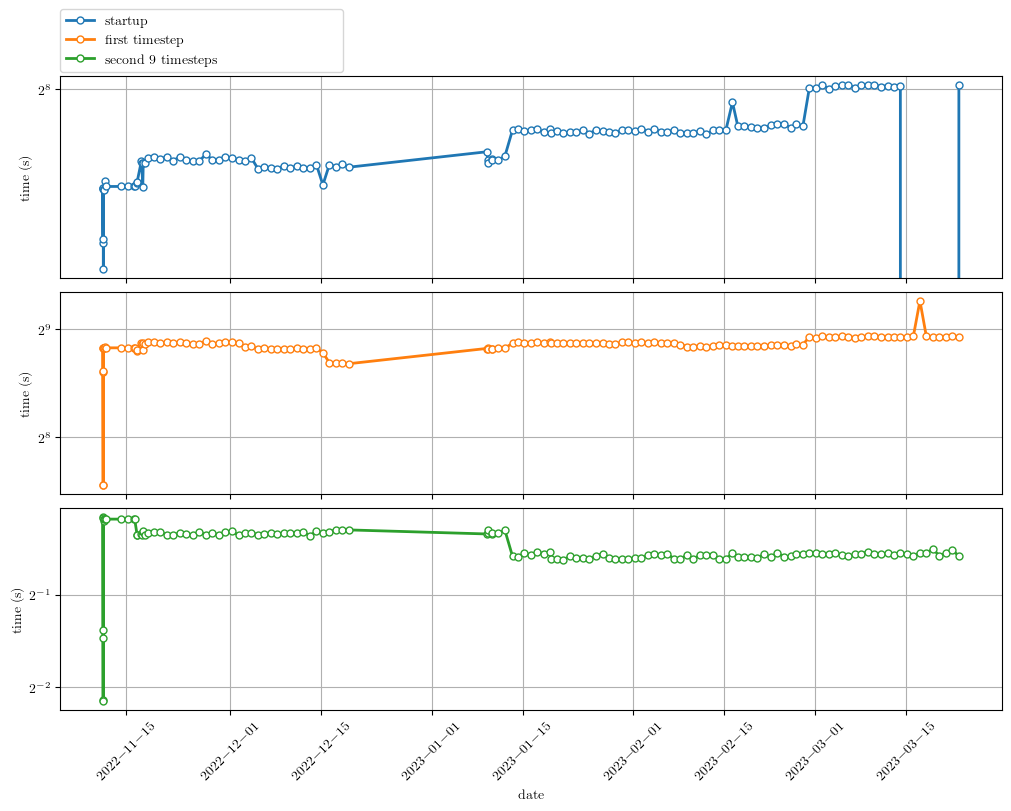 startup
first timestep
second 9 timesteps
2^8
time (s)
2^9
2^8
time (s)
2^−1
2^−2
time (s)
2022−11−15
2022−12−01
2022−12−15
2023−01−01
2023−01−15
2023−02−01
2023−02−15
2023−03−01
2023−03−15
date